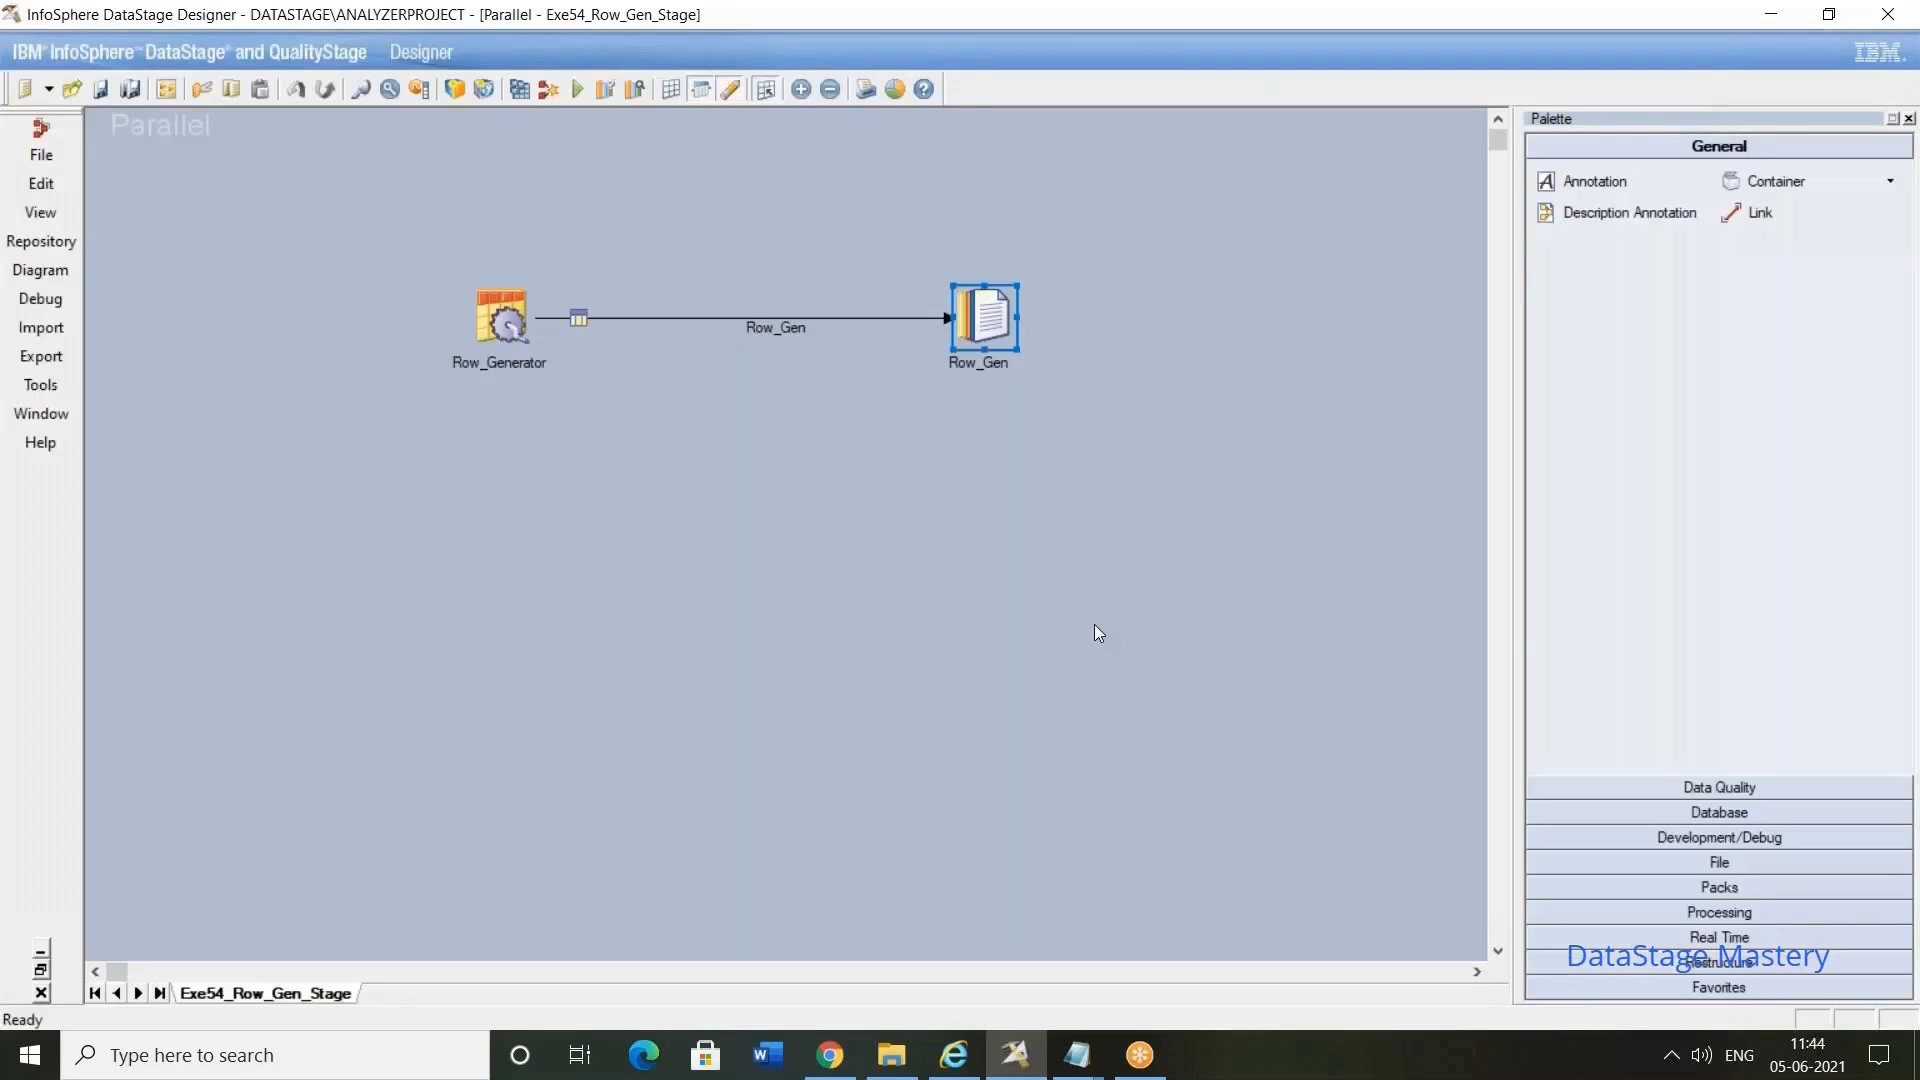 InfoSphere DataStage Designer - DATASTAGE\ANALYZERPROJECT - [Parallel - Exe54_Row_Gen_Stage]
IBM InfoSphere DataStage and QualityStage Designer
IBM
Parallel
File
Edit
View
Repository
Diagram
Debug
Import
Export
Tools
Window
Help
Row_Generator
Row_Gen
Row_Gen
Palette
General
Annotation
Container
Description Annotation
Link
Data Quality
Database
Development/Debug
File
Packs
Processing
Real Time
DataStage Mastery
Restructure
Favorites
Exe54_Row_Gen_Stage
Ready
Type here to search
ENG
11:44
05-06-2021